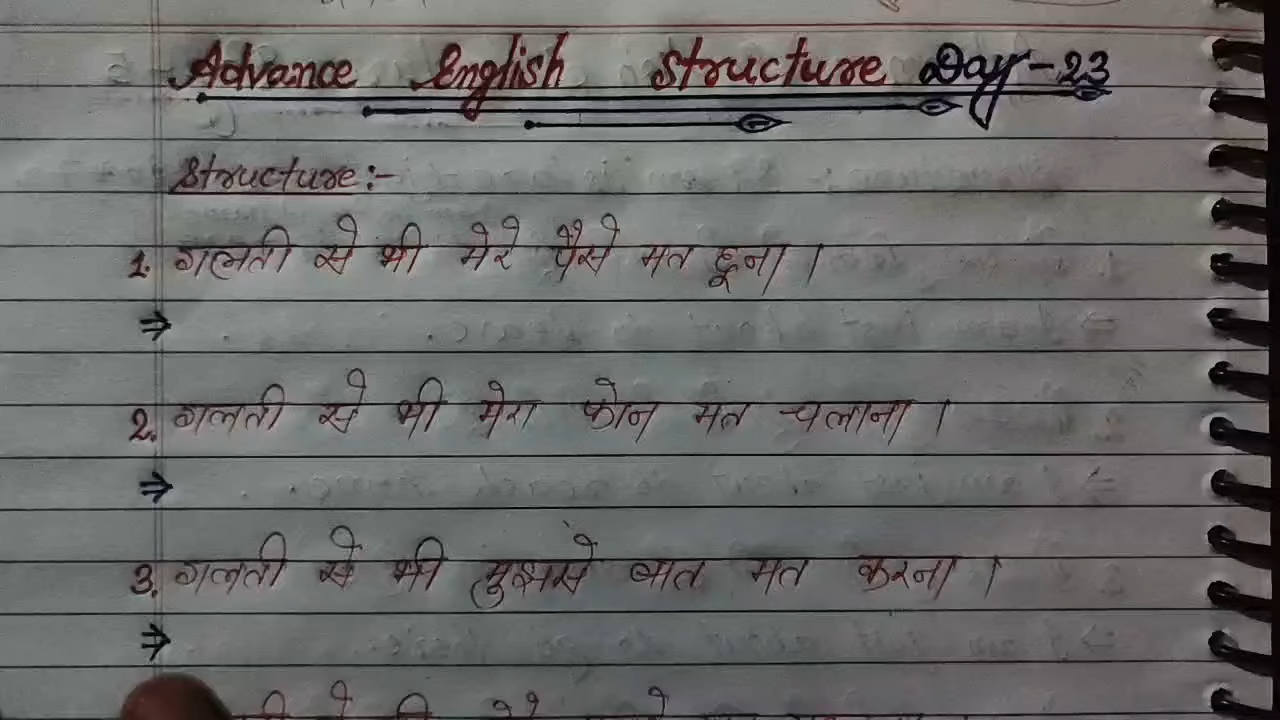 Advance English Structure Day-23
Structure:-
1. गलती से भी मेरे पैसे मत छूना।
⇒
2. गलती से भी मेरा फोन मत चलाना।
⇒
3. गलती से भी मुझसे बात मत करना।
⇒